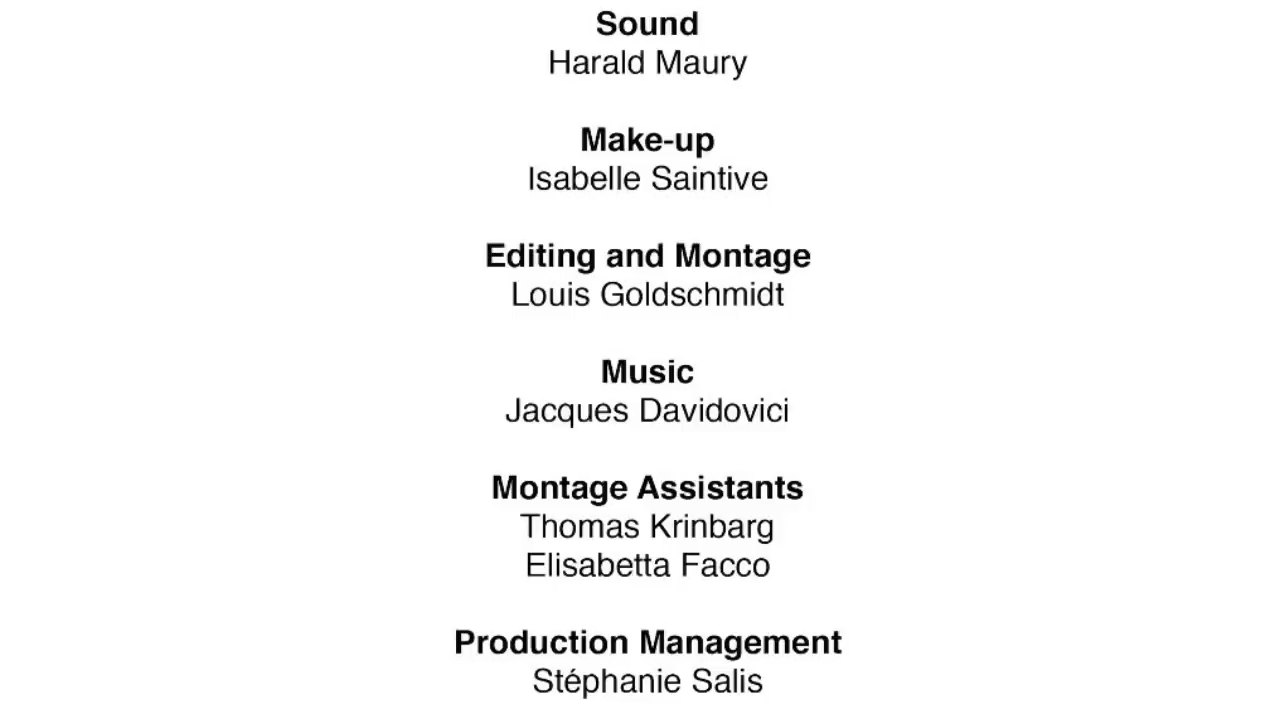 Sound
Harald Maury
Make-up
Isabelle Saintive
Editing and Montage
Louis Goldschmidt
Music
Jacques Davidovici
Montage Assistants
Thomas Krinbarg
Elisabetta Facco
Production Management
Stéphanie Salis